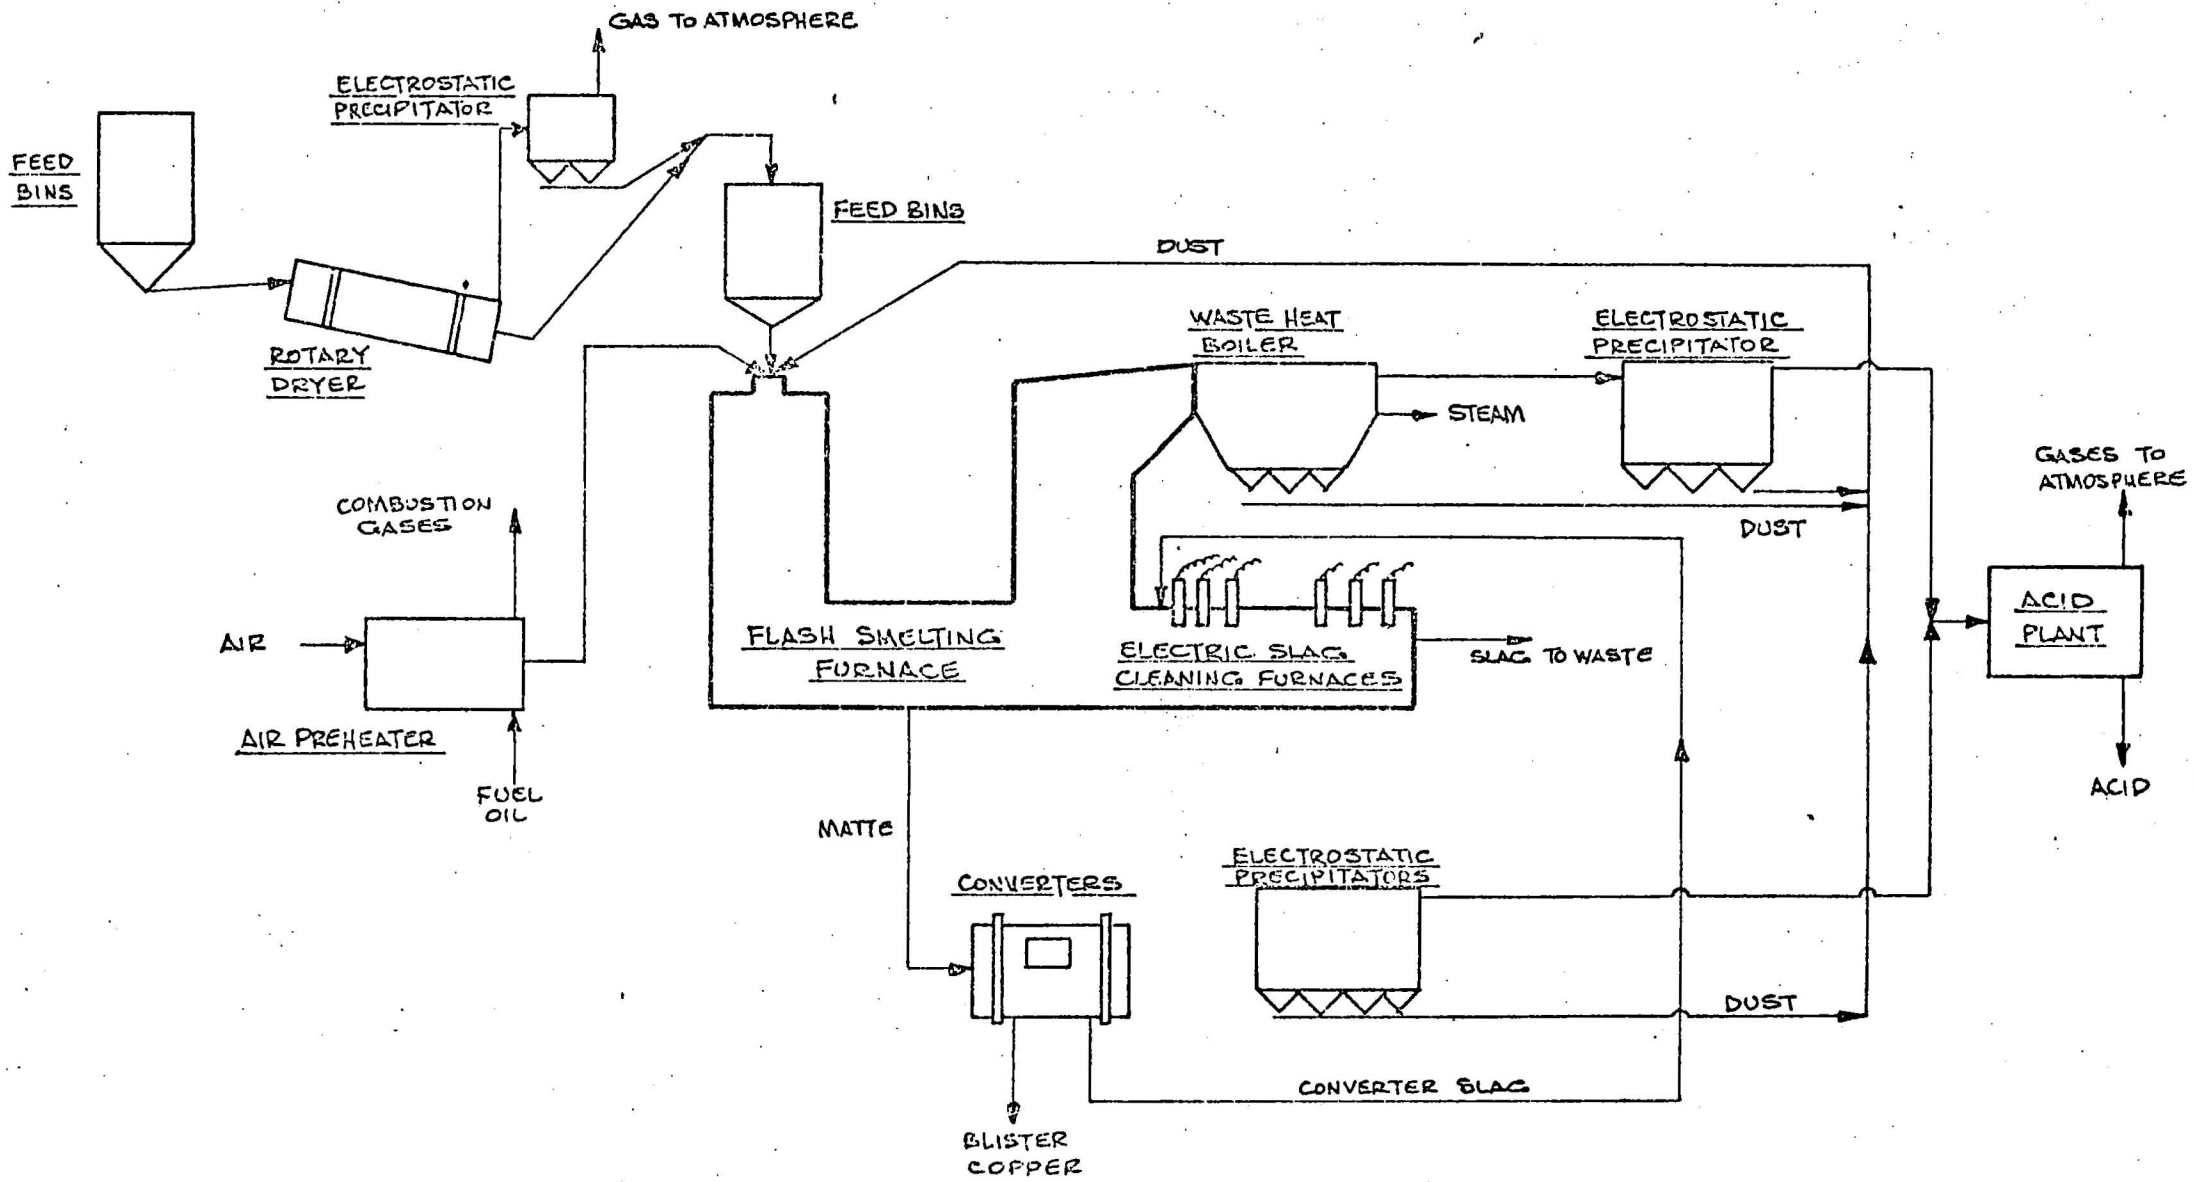 GAS TO ATMOSPHERE
ELECTROSTATIC
PRECIPITATOR
FEED
BINS
FEED BINS
DUST
ROTARY
DRYER
WASTE HEAT
BOILER
ELECTROSTATIC
PRECIPITATOR
STEAM
GASES TO
ATMOSPHERE
COMBUSTION
GASES
DUST
AIR
ACID
PLANT
FLASH SMELTING
FURNACE
ELECTRIC SLAG
CLEANING FURNACES
SLAG TO WASTE
AIR PREHEATER
FUEL
OIL
ACID
MATTE
CONVERTERS
ELECTROSTATIC
PRECIPITATORS
DUST
CONVERTER SLAG
BLISTER
COPPER